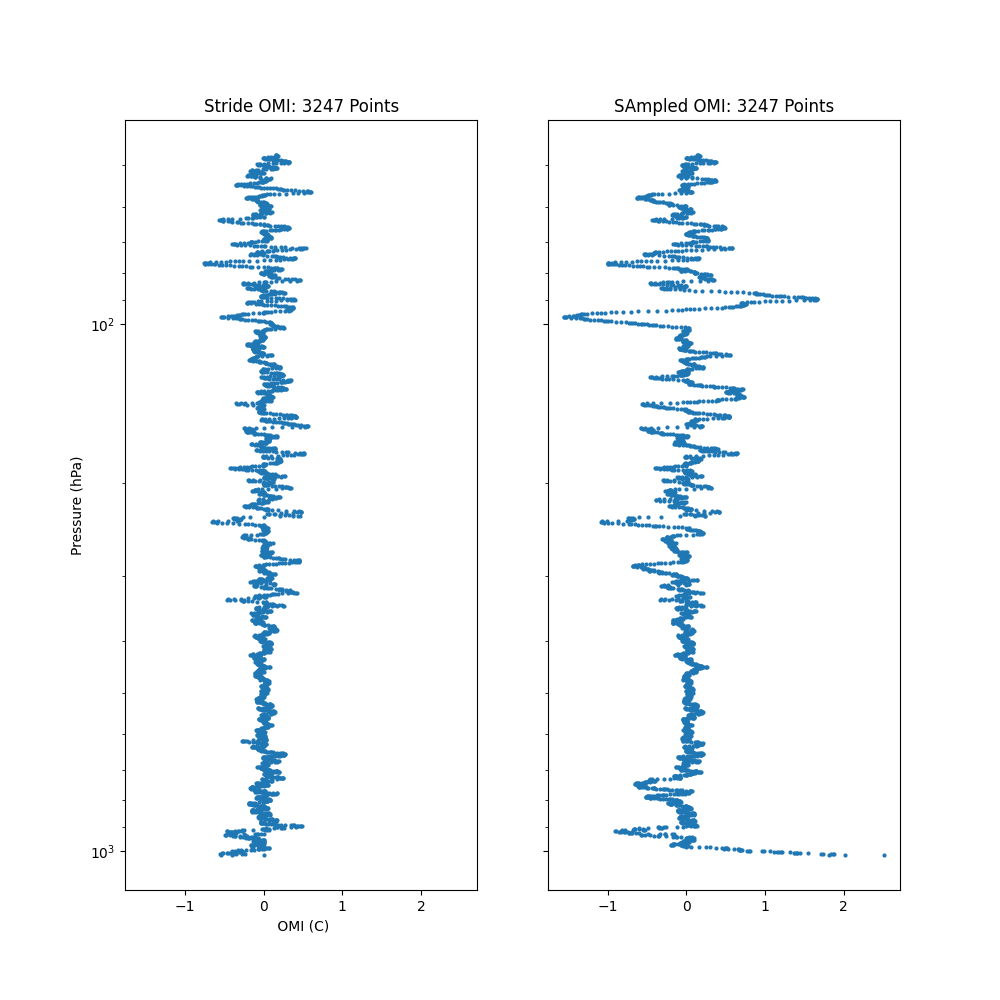 Stride OMI: 3247 Points
SAmpled OMI: 3247 Points
Pressure (hPa)
10²
10³
−1 0 1 2
−1 0 1 2
OMI (C)